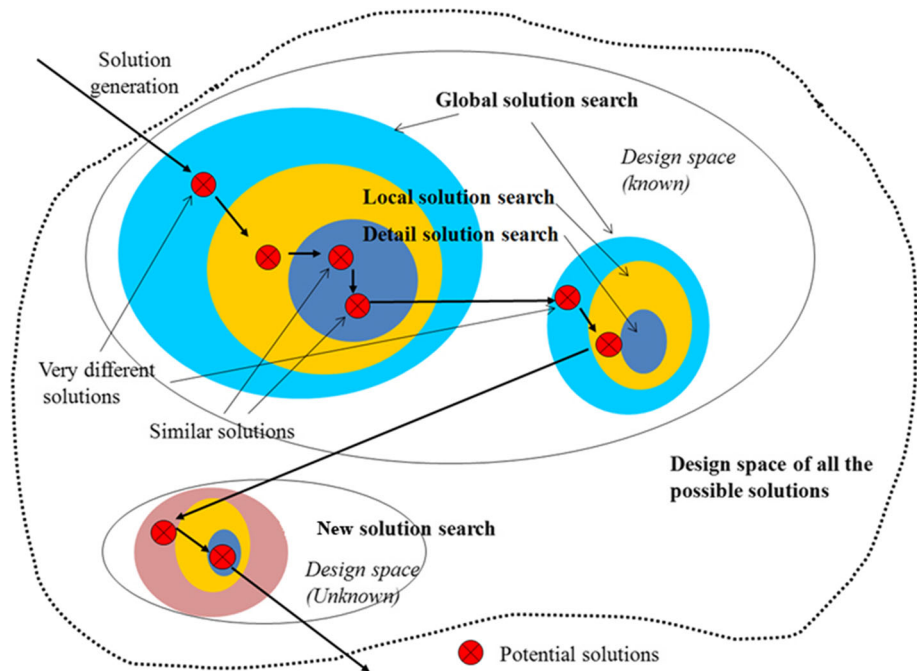 Solution
generation
Global solution search
Design space
(known)
Local solution search
Detail solution search
Very different
solutions
Similar solutions
Design space of all the
possible solutions
New solution search
Design space
(Unknown)
Potential solutions